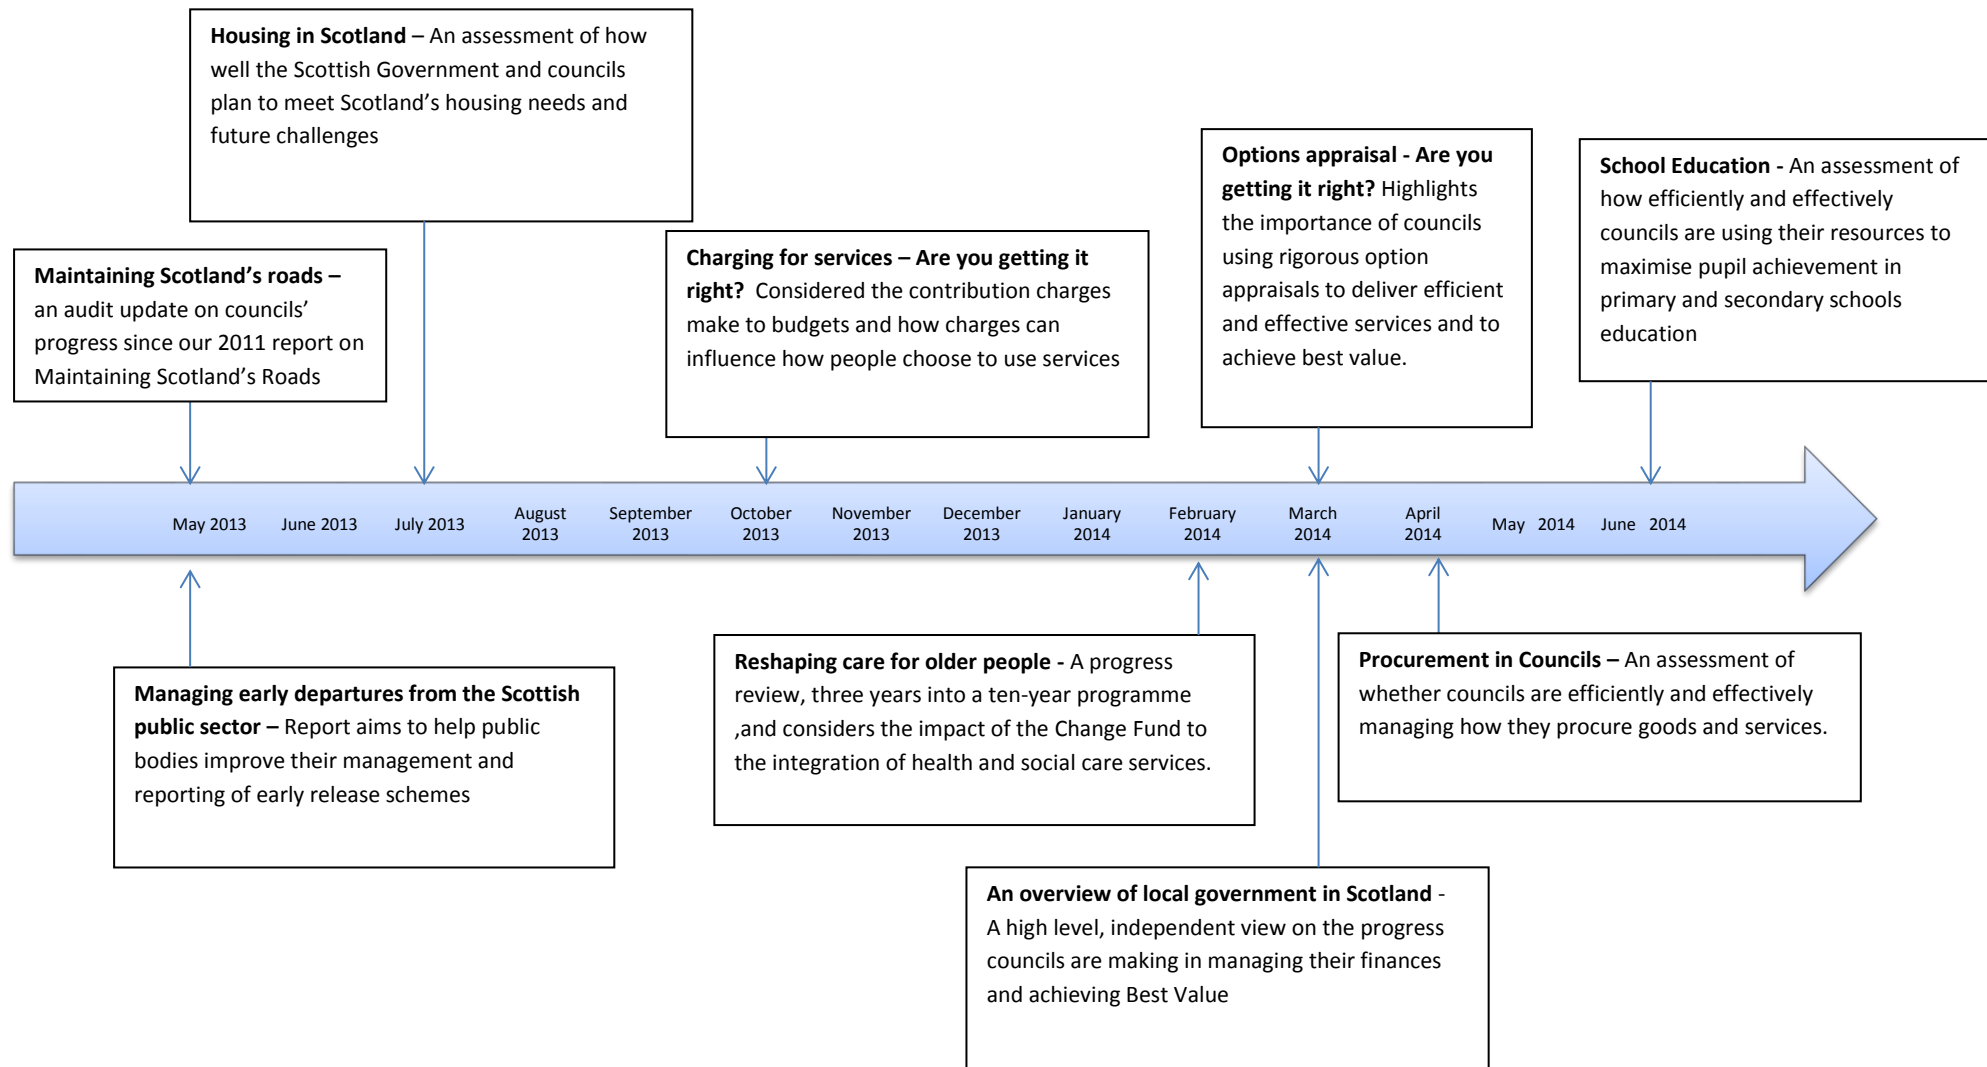 Housing in Scotland – An assessment of how
well the Scottish Government and councils
plan to meet Scotland’s housing needs and
future challenges
Maintaining Scotland’s roads –
an audit update on councils’
progress since our 2011 report on
Maintaining Scotland’s Roads
Charging for services – Are you getting it
right?  Considered the contribution charges
make to budgets and how charges can
influence how people choose to use services
Options appraisal - Are you
getting it right? Highlights
the importance of councils
using rigorous option
appraisals to deliver efficient
and effective services and to
achieve best value.
School Education - An assessment of
how efficiently and effectively
councils are using their resources to
maximise pupil achievement in
primary and secondary schools
education
May 2013
June 2013
July 2013
August
2013
September
2013
October
2013
November
2013
December
2013
January
2014
February
2014
March
2014
April
2014
May   2014
June   2014
Managing early departures from the Scottish
public sector – Report aims to help public
bodies improve their management and
reporting of early release schemes
Reshaping care for older people - A progress
review, three years into a ten-year programme
,and considers the impact of the Change Fund to
the integration of health and social care services.
Procurement in Councils – An assessment of
whether councils are efficiently and effectively
managing how they procure goods and services.
An overview of local government in Scotland -
A high level, independent view on the progress
councils are making in managing their finances
and achieving Best Value